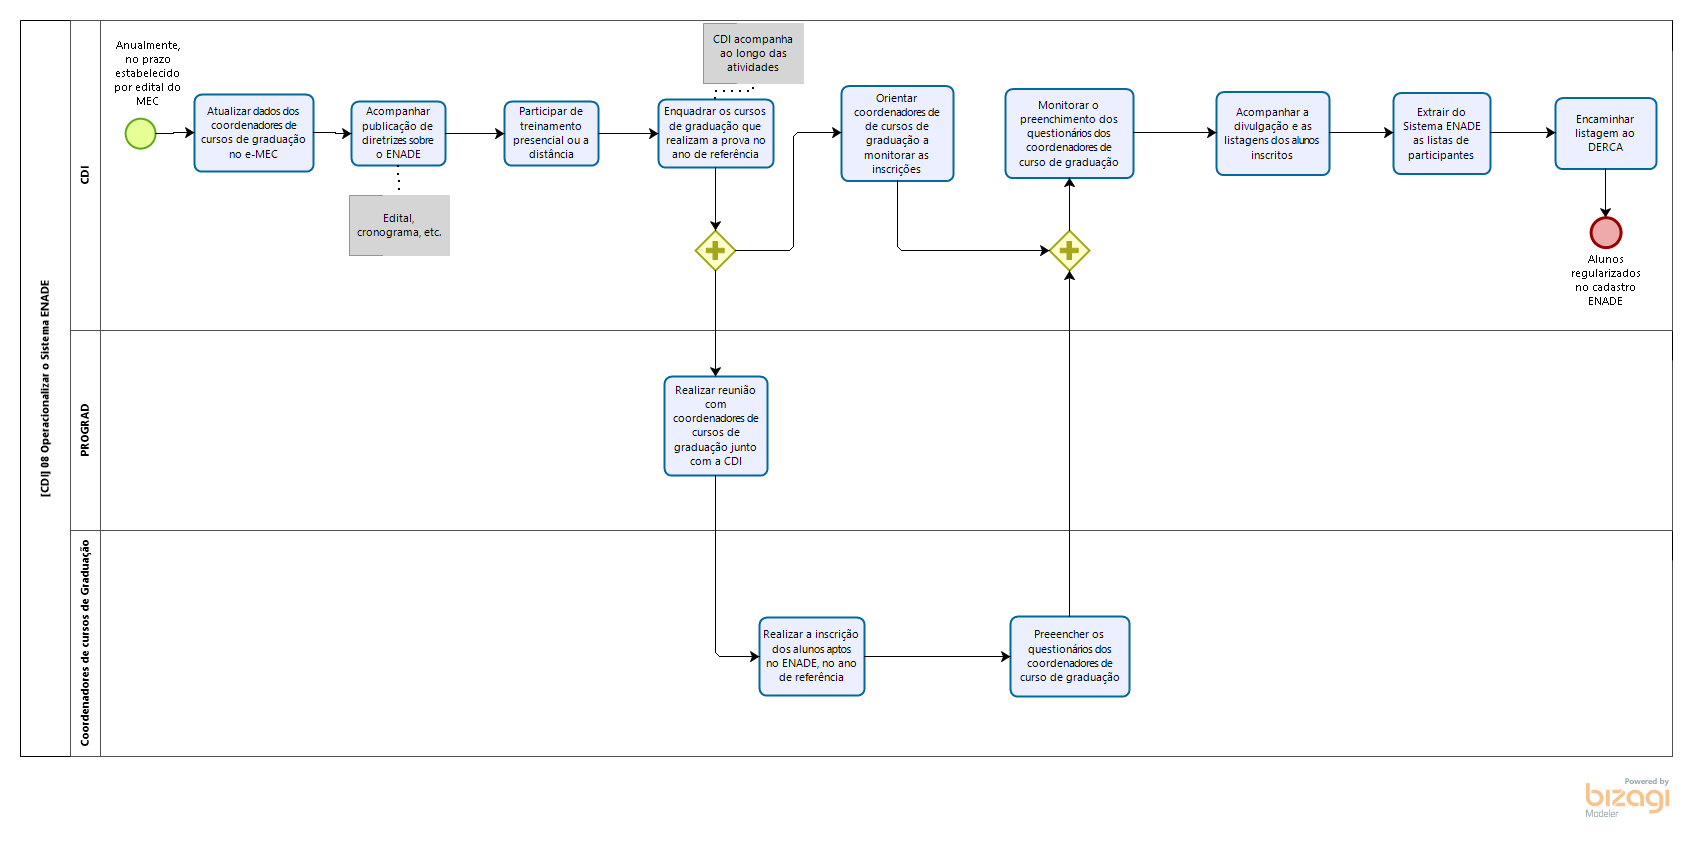 [CDI] 08 Operacionalizar o Sistema ENADE
CDI
Anualmente,
no prazo
estabelecido
por edital do
MEC
Atualizar dados dos
coordenadores de
cursos de graduação
no e-MEC
Acompanhar
publicação de
diretrizes sobre
o ENADE
Edital,
cronograma, etc.
Participar de
treinamento
presencial ou a
distância
CDI acompanha
ao longo das
atividades
Enquadrar os cursos
de graduação que
realizam a prova no
ano de referência
Orientar
coordenadores de
de cursos de
graduação a
monitorar as
inscrições
Monitorar o
preenchimento dos
questionários dos
coordenadores de
curso de graduação
Acompanhar a
divulgação e as
listagens dos alunos
inscritos
Extrair do
Sistema ENADE
as listas de
participantes
Encaminhar
listagem ao
DERCA
Alunos
regularizados
no cadastro
ENADE
PROGRAD
Realizar reunião
com
coordenadores de
cursos de
graduação junto
com a CDI
Coordenadores de cursos de Graduação
Realizar a inscrição
dos alunos aptos
no ENADE, no ano
de referência
Preeencher os
questionários dos
coordenadores de
curso de graduação
Powered by
bizagi
Modeler